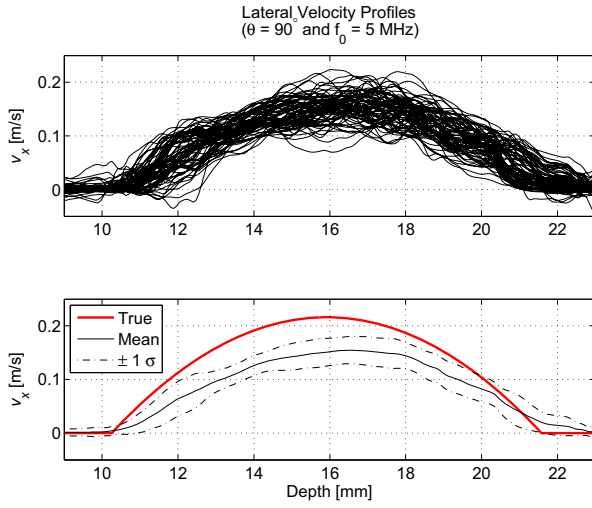 Lateral Velocity Profiles
(θ = 90° and f₀ = 5 MHz)
vₓ [m/s]
0.2
0.1
0
10 12 14 16 18 20 22
True
Mean
± 1 σ
vₓ [m/s]
0.2
0.1
0
10 12 14 16 18 20 22
Depth [mm]